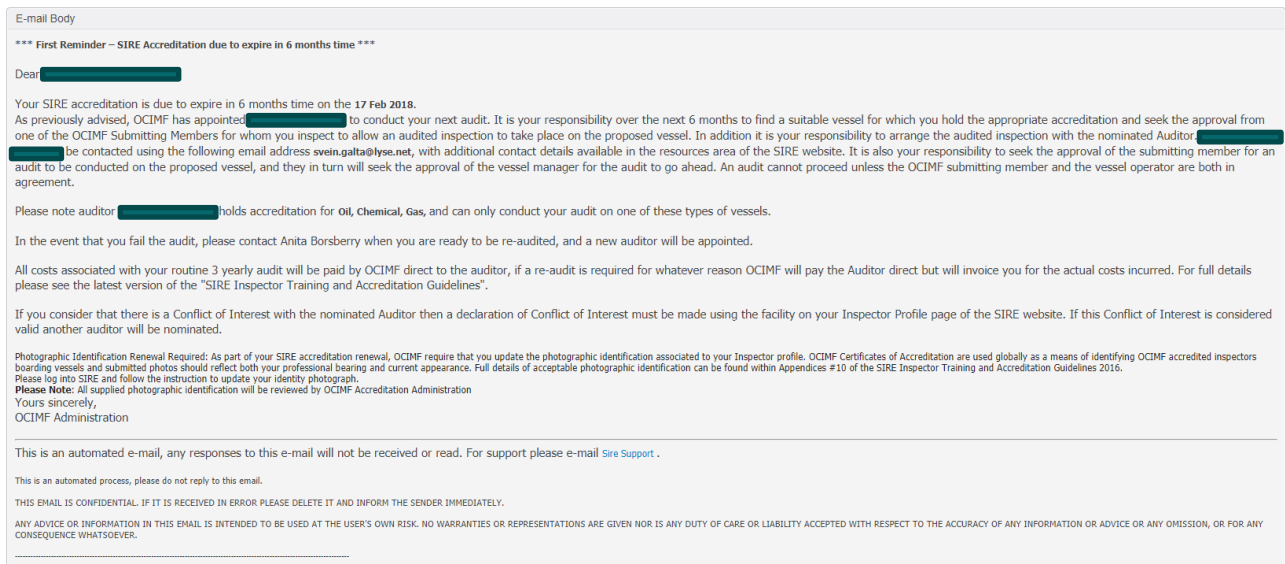 E-mail Body
*** First Reminder – SIRE Accreditation due to expire in 6 months time ***
Dear
Your SIRE accreditation is due to expire in 6 months time on the 17 Feb 2018.
As previously advised, OCIMF has appointed to conduct your next audit. It is your responsibility over the next 6 months to find a suitable vessel for which you hold the appropriate accreditation and seek the approval from
one of the OCIMF Submitting Members for whom you inspect to allow an audited inspection to take place on the proposed vessel. In addition it is your responsibility to arrange the audited inspection with the nominated Auditor.
be contacted using the following email address svein.galta@lyse.net, with additional contact details available in the resources area of the SIRE website. It is also your responsibility to seek the approval of the submitting member for an
audit to be conducted on the proposed vessel, and they in turn will seek the approval of the vessel manager for the audit to go ahead. An audit cannot proceed unless the OCIMF submitting member and the vessel operator are both in
agreement.
Please note auditor holds accreditation for Oil, Chemical, Gas, and can only conduct your audit on one of these types of vessels.
In the event that you fail the audit, please contact Anita Borsberry when you are ready to be re-audited, and a new auditor will be appointed.
All costs associated with your routine 3 yearly audit will be paid by OCIMF direct to the auditor, if a re-audit is required for whatever reason OCIMF will pay the Auditor direct but will invoice you for the actual costs incurred. For full details
please see the latest version of the "SIRE Inspector Training and Accreditation Guidelines".
If you consider that there is a Conflict of Interest with the nominated Auditor then a declaration of Conflict of Interest must be made using the facility on your Inspector Profile page of the SIRE website. If this Conflict of Interest is considered
valid another auditor will be nominated.
Photographic Identification Renewal Required: As part of your SIRE accreditation renewal, OCIMF require that you update the photographic identification associated to your Inspector profile. OCIMF Certificates of Accreditation are used globally as a means of identifying OCIMF accredited inspectors
boarding vessels and submitted photos should reflect both your professional bearing and current appearance. Full details of acceptable photographic identification can be found within Appendices #10 of the SIRE Inspector Training and Accreditation Guidelines 2016.
Please log into SIRE and follow the instruction to update your identity photograph.
Please Note: All supplied photographic identification will be reviewed by OCIMF Accreditation Administration
Yours sincerely,
OCIMF Administration
This is an automated e-mail, any responses to this e-mail will not be received or read. For support please e-mail Sire Support .
This is an automated process, please do not reply to this email.
THIS EMAIL IS CONFIDENTIAL. IF IT IS RECEIVED IN ERROR PLEASE DELETE IT AND INFORM THE SENDER IMMEDIATELY.
ANY ADVICE OR INFORMATION IN THIS EMAIL IS INTENDED TO BE USED AT THE USER'S OWN RISK. NO WARRANTIES OR REPRESENTATIONS ARE GIVEN NOR IS ANY DUTY OF CARE OR LIABILITY ACCEPTED WITH RESPECT TO THE ACCURACY OF ANY INFORMATION OR ADVICE OR ANY OMISSION, OR FOR ANY
CONSEQUENCE WHATSOEVER.